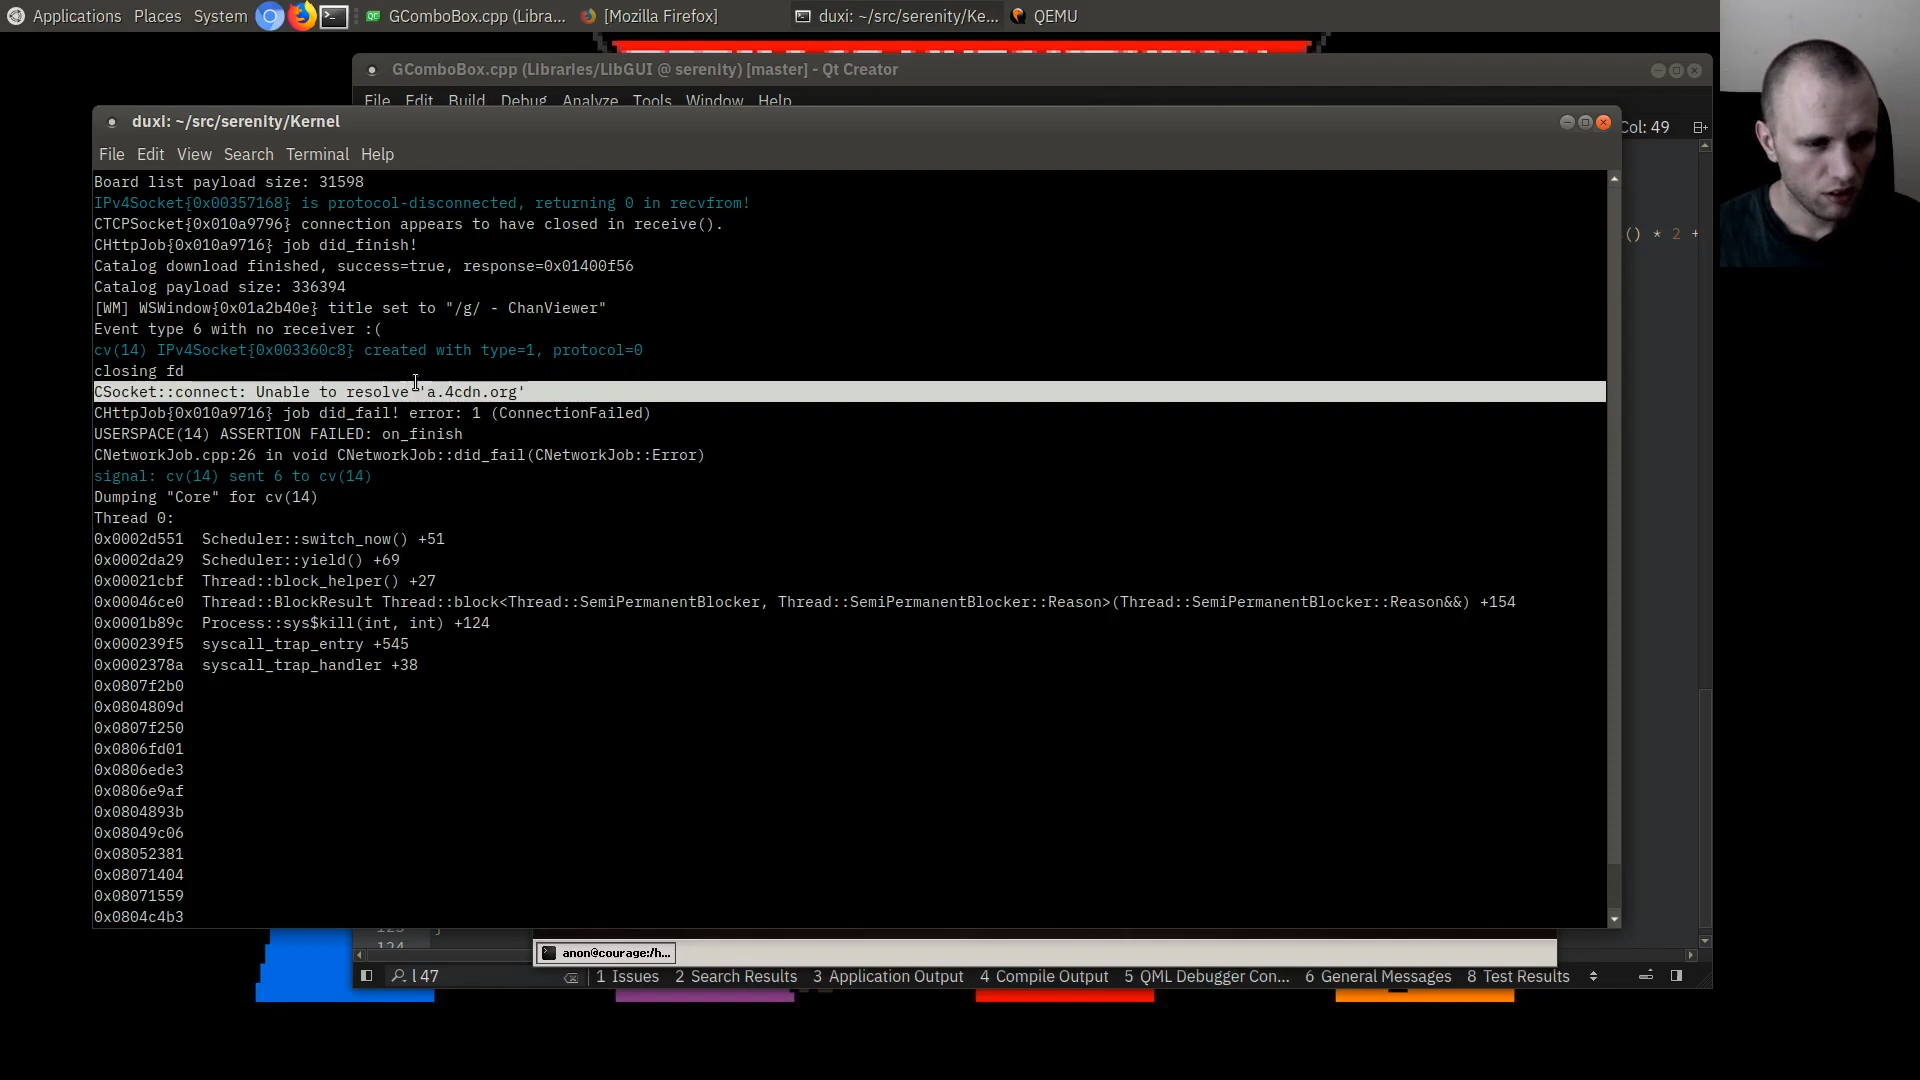 Applications Places System GComboBox.cpp (Libra... [Mozilla Firefox] duxi: ~/src/serenity/Ke... QEMU
GComboBox.cpp (Libraries/LibGUI @ serenity) [master] - Qt Creator
File Edit Build Debug Analyze Tools Window Help
duxi: ~/src/serenity/Kernel
Col: 49
File Edit View Search Terminal Help
Board list payload size: 31598
IPv4Socket{0x00357168} is protocol-disconnected, returning 0 in recvfrom!
CTCPSocket{0x010a9796} connection appears to have closed in receive().
() * 2 +
CHttpJob{0x010a9716} job did_finish!
Catalog download finished, success=true, response=0x01400f56
Catalog payload size: 336394
[WM] WSWindow{0x01a2b40e} title set to "/g/ - ChanViewer"
Event type 6 with no receiver :(
cv(14) IPv4Socket{0x003360c8} created with type=1, protocol=0
closing fd
CSocket::connect: Unable to resolve 'a.4cdn.org'
CHttpJob{0x010a9716} job did_fail! error: 1 (ConnectionFailed)
USERSPACE(14) ASSERTION FAILED: on_finish
CNetworkJob.cpp:26 in void CNetworkJob::did_fail(CNetworkJob::Error)
signal: cv(14) sent 6 to cv(14)
Dumping "Core" for cv(14)
Thread 0:
0x0002d551  Scheduler::switch_now() +51
0x0002da29  Scheduler::yield() +69
0x00021cbf  Thread::block_helper() +27
0x00046ce0  Thread::BlockResult Thread::block<Thread::SemiPermanentBlocker, Thread::SemiPermanentBlocker::Reason>(Thread::SemiPermanentBlocker::Reason&&) +154
0x0001b89c  Process::sys$kill(int, int) +124
0x000239f5  syscall_trap_entry +545
0x0002378a  syscall_trap_handler +38
0x0807f2b0
0x0804809d
0x0807f250
0x0806fd01
0x0806ede3
0x0806e9af
0x0804893b
0x08049c06
0x08052381
0x08071404
0x08071559
0x0804c4b3
124
anon@courage:/h...
l 47 1 Issues 2 Search Results 3 Application Output 4 Compile Output 5 QML Debugger Con... 6 General Messages 8 Test Results